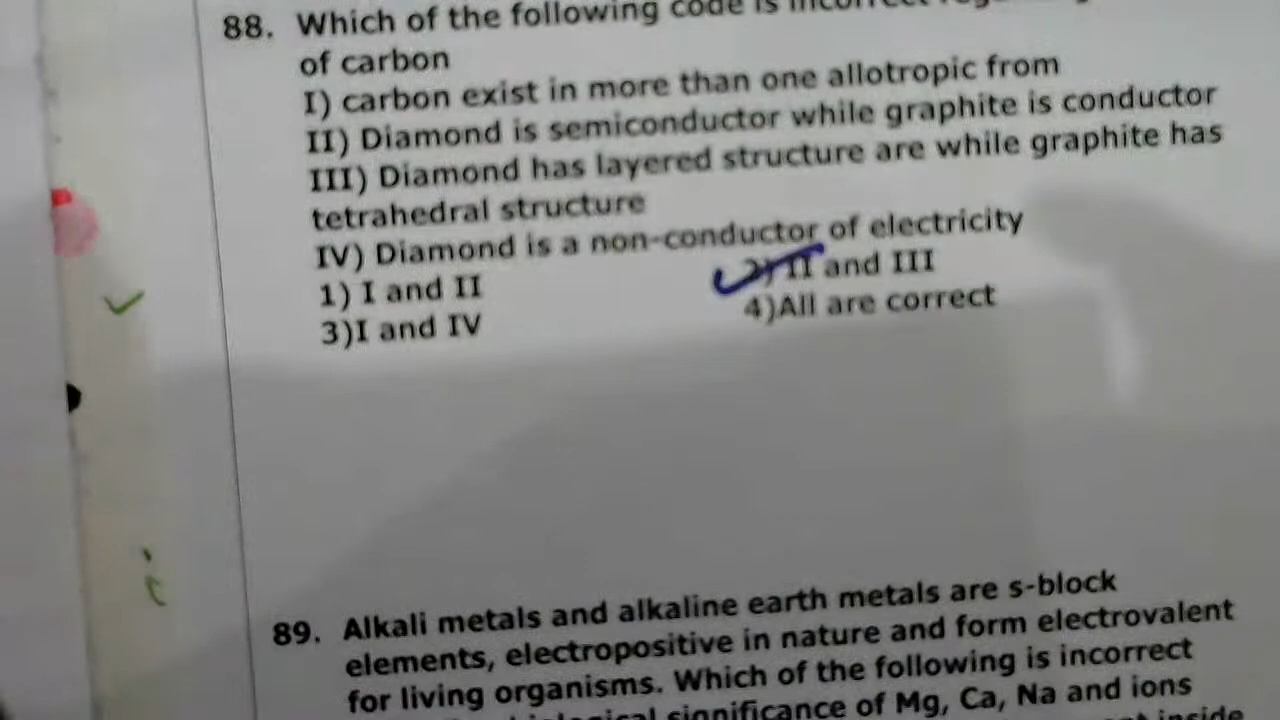 88. Which of the following code is incorrect
of carbon
I) carbon exist in more than one allotropic from
II) Diamond is semiconductor while graphite is conductor
III) Diamond has layered structure are while graphite has
tetrahedral structure
IV) Diamond is a non-conductor of electricity
1) I and II
2) II and III
3)I and IV
4)All are correct
89. Alkali metals and alkaline earth metals are s-block
elements, electropositive in nature and form electrovalent
for living organisms. Which of the following is incorrect
significance of Mg, Ca, Na and ions
inside